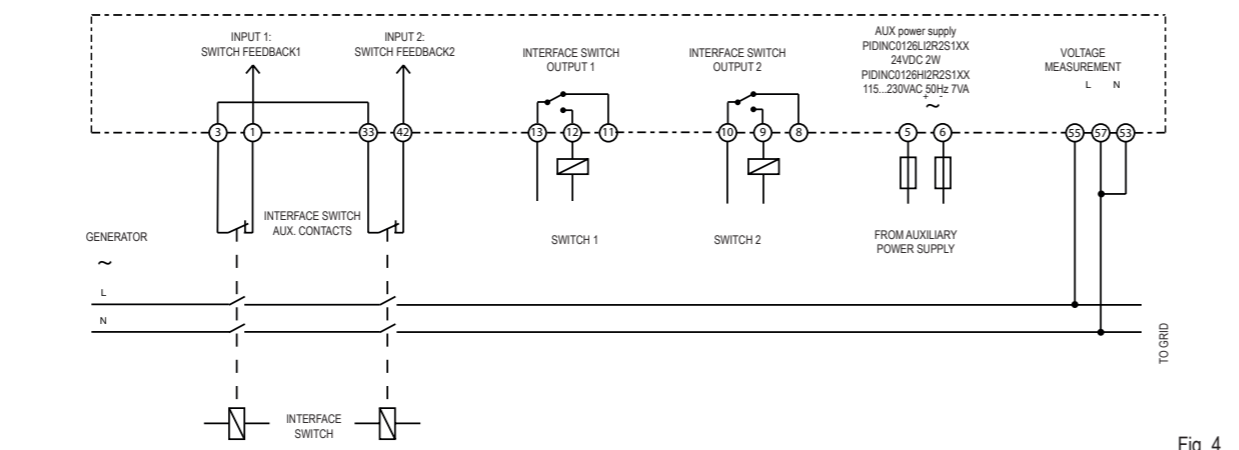 INPUT 1:
SWITCH FEEDBACK1
INPUT 2:
SWITCH FEEDBACK2
INTERFACE SWITCH
OUTPUT 1
INTERFACE SWITCH
OUTPUT 2
AUX power supply
PIDINC0126LI2R2S1XX
24VDC 2W
PIDINC0126HI2R2S1XX
115...230VAC 50Hz 7VA
+ -
~
VOLTAGE
MEASUREMENT
L N
3 1 33 42 13 12 11 10 9 8 5 6 55 57 53
INTERFACE SWITCH
AUX. CONTACTS
SWITCH 1
SWITCH 2
FROM AUXILIARY
POWER SUPPLY
GENERATOR
~
L
N
TO GRID
INTERFACE
SWITCH
Fig. 4